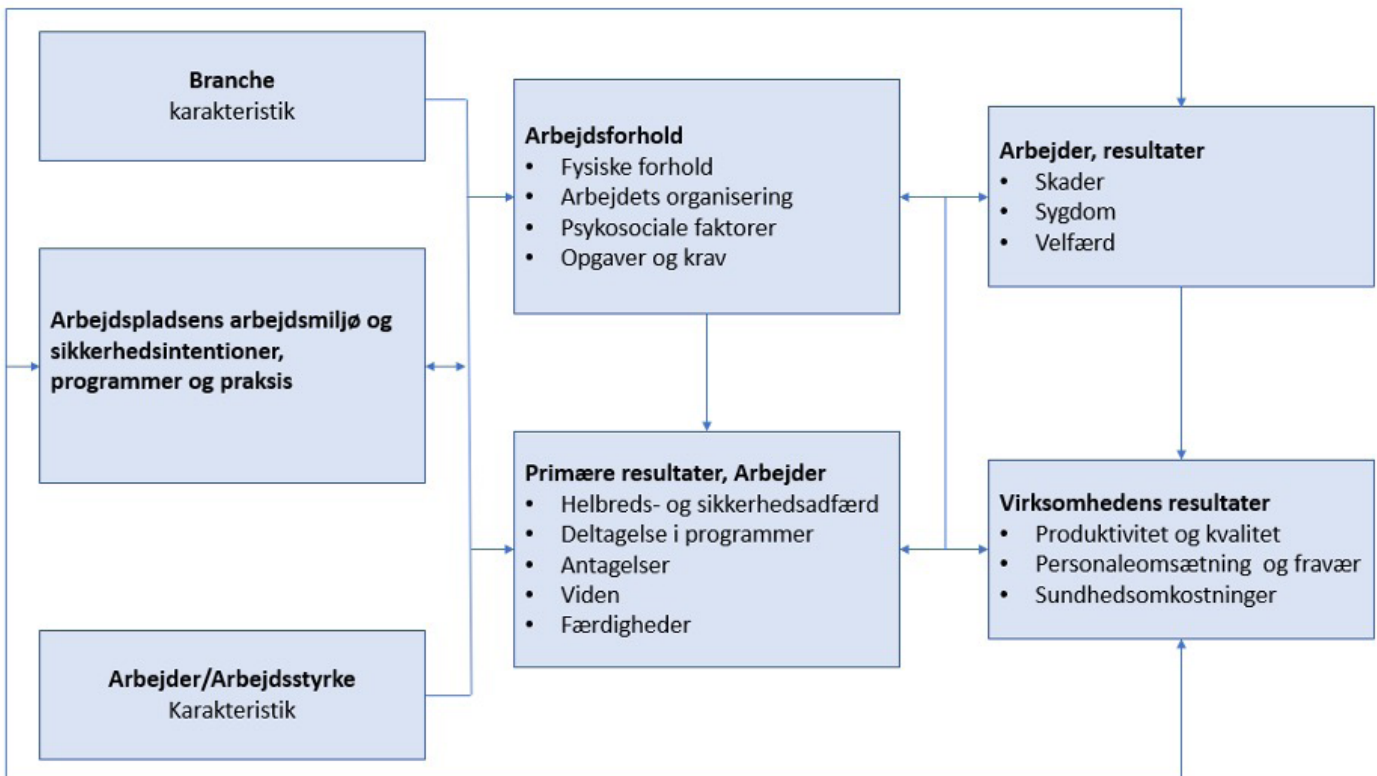 Branche
karakteristik
Arbejdspladsens arbejdsmiljø og
sikkerhedsintentioner,
programmer og praksis
Arbejder/Arbejdsstyrke
Karakteristik
Arbejdsforhold
• Fysiske forhold
• Arbejdets organisering
• Psykosociale faktorer
• Opgaver og krav
Primære resultater, Arbejder
• Helbreds- og sikkerhedsadfærd
• Deltagelse i programmer
• Antagelser
• Viden
• Færdigheder
Arbejder, resultater
• Skader
• Sygdom
• Velfærd
Virksomhedens resultater
• Produktivitet og kvalitet
• Personaleomsætning og fravær
• Sundhedsomkostninger